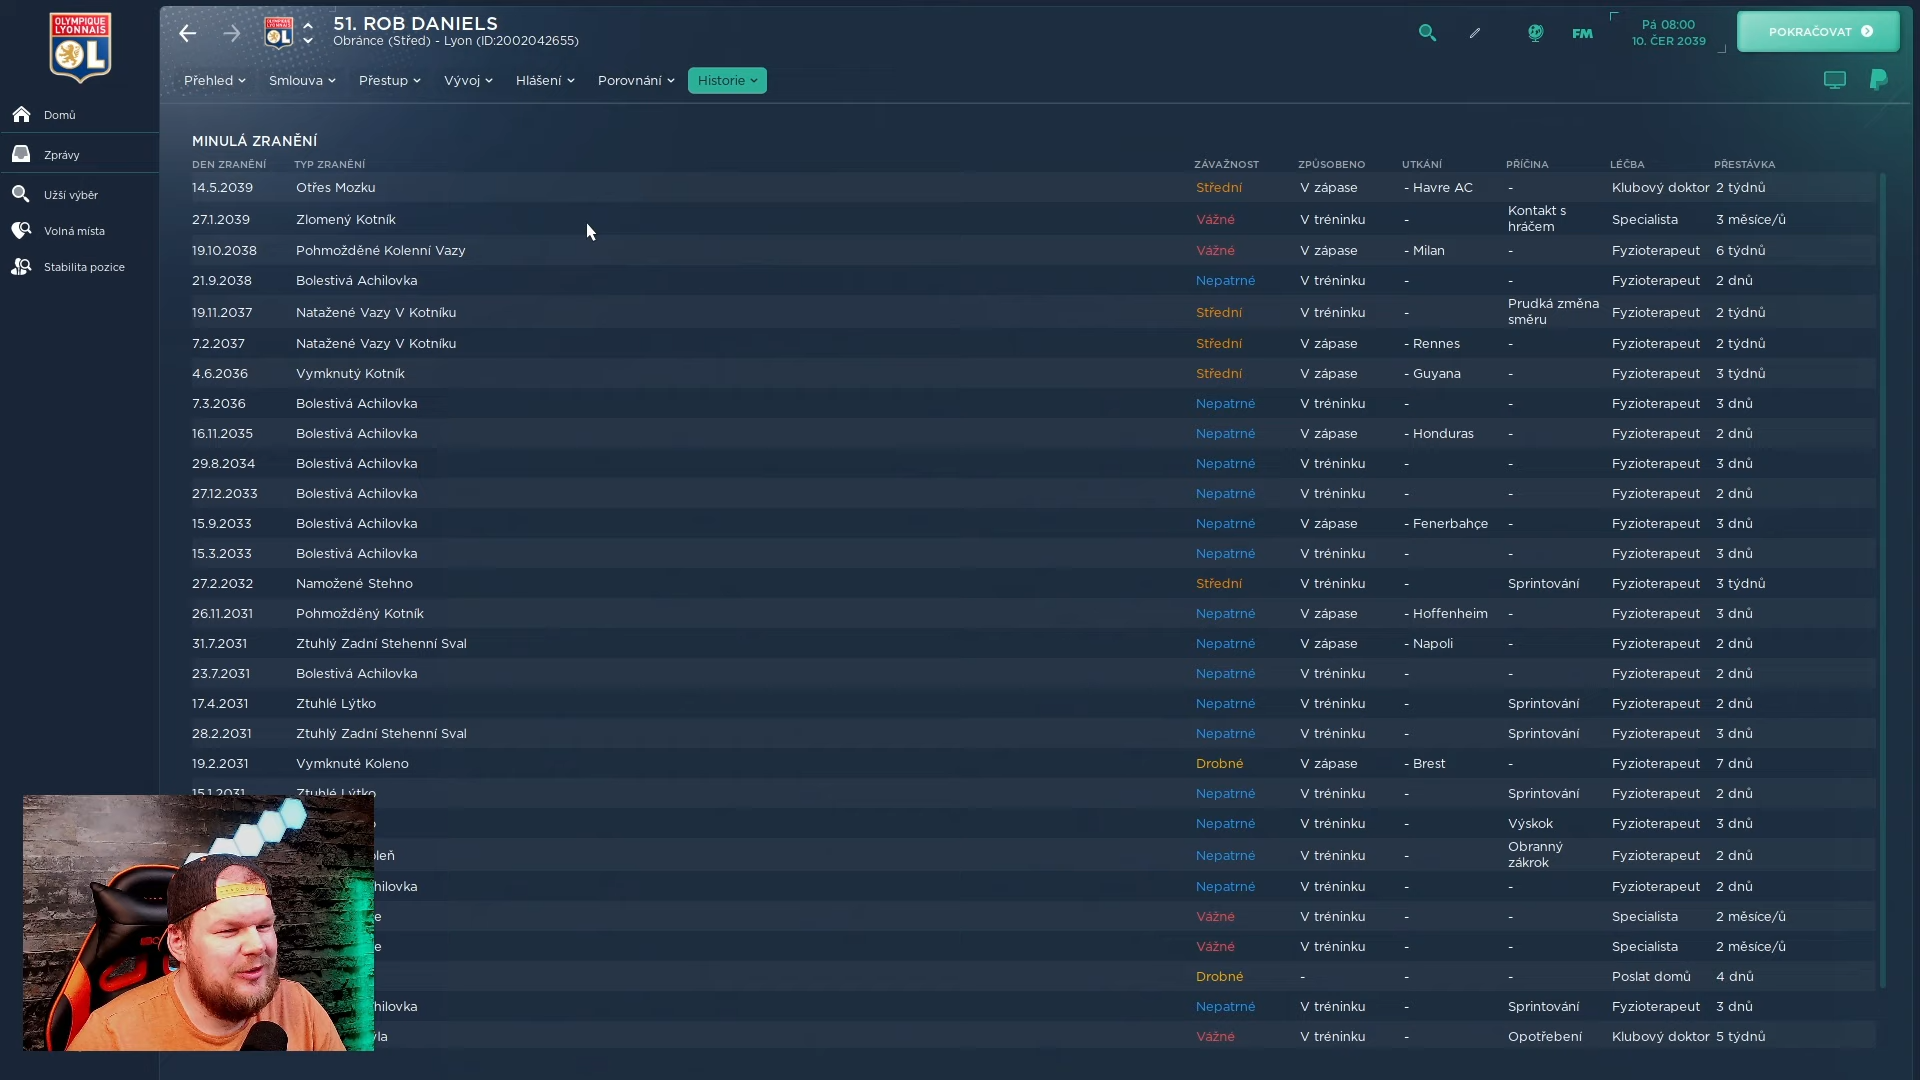 OLYMPIQUE
LYONNAIS
OL
51. ROB DANIELS
Obránce (Střed) - Lyon (ID:2002042655)
FM
Pá 08:00
10. ČER 2039
POKRAČOVAT
Přehled
Smlouva
Přestup
Vývoj
Hlášení
Porovnání
Historie
Domů
Zprávy
Užší výběr
Volná místa
Stabilita pozice
MINULÁ ZRANĚNÍ
DEN ZRANĚNÍ TYP ZRANĚNÍ ZÁVAŽNOST ZPŮSOBENO UTKÁNÍ PŘÍČINA LÉČBA PŘESTÁVKA
14.5.2039 Otřes Mozku Střední V zápase - Havre AC - Klubový doktor 2 týdnů
27.1.2039 Zlomený Kotník Vážné V tréninku - Kontakt s hráčem Specialista 3 měsíce/ů
19.10.2038 Pohmožděné Kolenní Vazy Vážné V zápase - Milan - Fyzioterapeut 6 týdnů
21.9.2038 Bolestivá Achilovka Nepatrné V tréninku - - Fyzioterapeut 2 dnů
19.11.2037 Natažené Vazy V Kotníku Střední V tréninku - Prudká změna směru Fyzioterapeut 2 týdnů
7.2.2037 Natažené Vazy V Kotníku Střední V zápase - Rennes - Fyzioterapeut 2 týdnů
4.6.2036 Vymknutý Kotník Střední V zápase - Guyana - Fyzioterapeut 3 týdnů
7.3.2036 Bolestivá Achilovka Nepatrné V tréninku - - Fyzioterapeut 3 dnů
16.11.2035 Bolestivá Achilovka Nepatrné V zápase - Honduras - Fyzioterapeut 2 dnů
29.8.2034 Bolestivá Achilovka Nepatrné V tréninku - - Fyzioterapeut 3 dnů
27.12.2033 Bolestivá Achilovka Nepatrné V tréninku - - Fyzioterapeut 2 dnů
15.9.2033 Bolestivá Achilovka Nepatrné V zápase - Fenerbahçe - Fyzioterapeut 3 dnů
15.3.2033 Bolestivá Achilovka Nepatrné V tréninku - - Fyzioterapeut 3 dnů
27.2.2032 Namožené Stehno Střední V tréninku - Sprintování Fyzioterapeut 3 týdnů
26.11.2031 Pohmožděný Kotník Nepatrné V zápase - Hoffenheim - Fyzioterapeut 3 dnů
31.7.2031 Ztuhlý Zadní Stehenní Sval Nepatrné V zápase - Napoli - Fyzioterapeut 2 dnů
23.7.2031 Bolestivá Achilovka Nepatrné V tréninku - - Fyzioterapeut 2 dnů
17.4.2031 Ztuhlé Lýtko Nepatrné V tréninku - Sprintování Fyzioterapeut 2 dnů
28.2.2031 Ztuhlý Zadní Stehenní Sval Nepatrné V tréninku - Sprintování Fyzioterapeut 3 dnů
19.2.2031 Vymknuté Koleno Drobné V zápase - Brest - Fyzioterapeut 7 dnů
15.1.2031 Ztuhlé Lýtko Nepatrné V tréninku - Sprintování Fyzioterapeut 2 dnů
Nepatrné V tréninku - Výskok Fyzioterapeut 3 dnů
leň Nepatrné V tréninku - Obranný zákrok Fyzioterapeut 2 dnů
hilovka Nepatrné V tréninku - - Fyzioterapeut 2 dnů
e Vážné V tréninku - - Specialista 2 měsíce/ů
e Vážné V tréninku - - Specialista 2 měsíce/ů
Drobné - - - Poslat domů 4 dnů
hilovka Nepatrné V tréninku - Sprintování Fyzioterapeut 3 dnů
yla Vážné V tréninku - Opotřebení Klubový doktor 5 týdnů